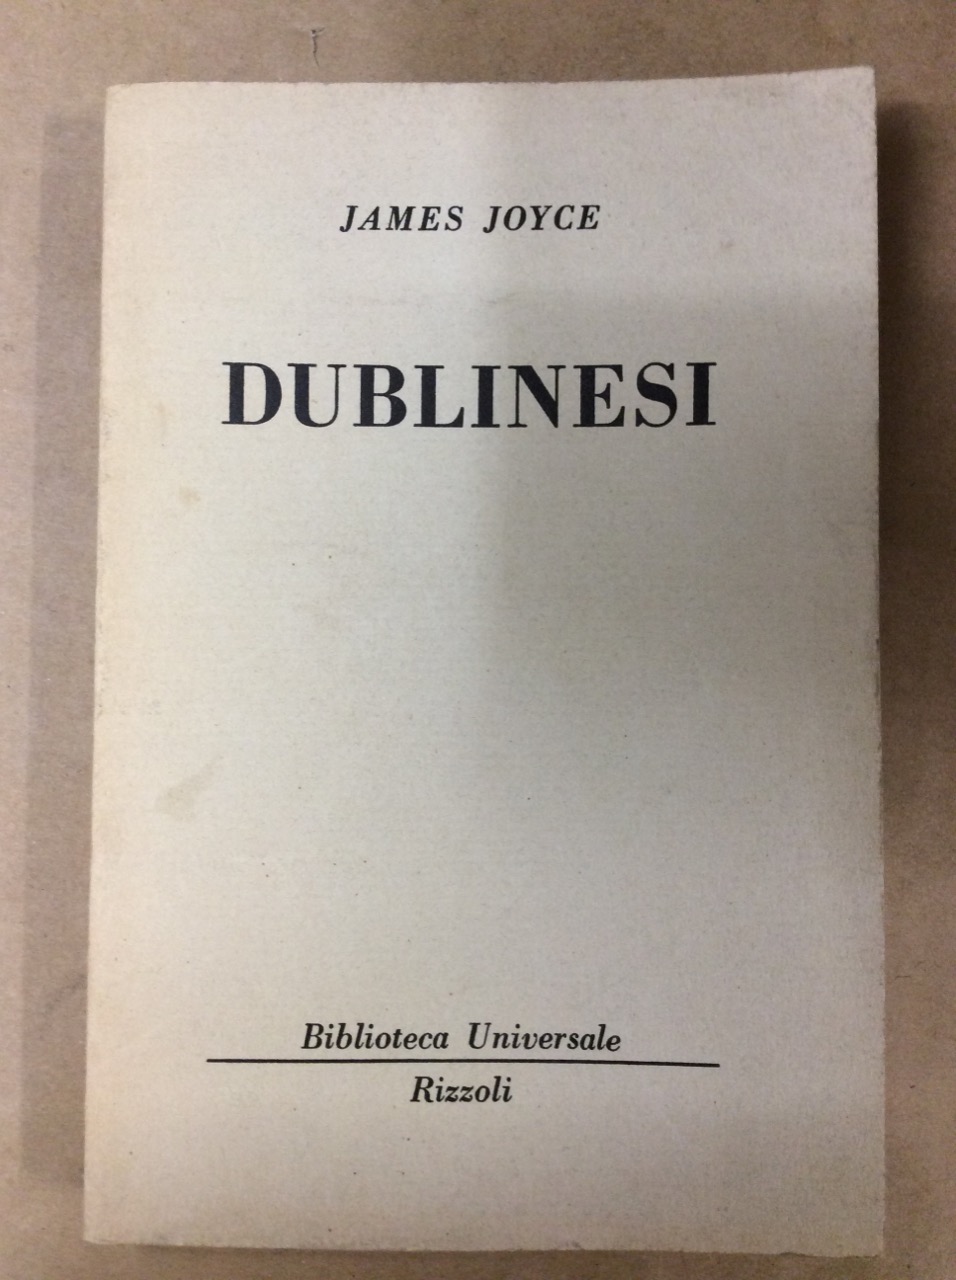 JAMES JOYCE
DUBLINESI
Biblioteca Universale
Rizzoli